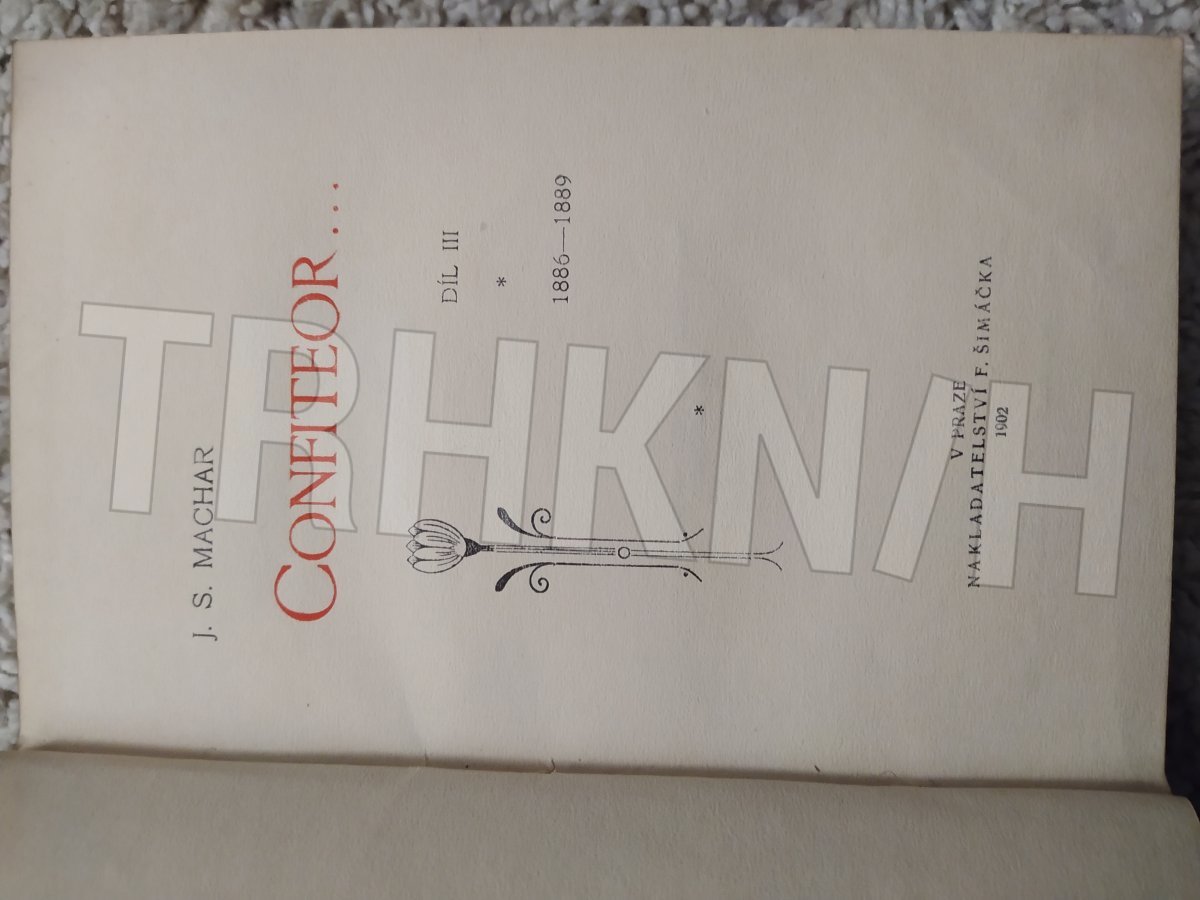 J. S. MACHAR
CONFITEOR...
DÍL III
*
1886—1889
*
V PRAZE
NAKLADATELSTVÍ F. ŠIMÁČKA
1902
TRHKNIH